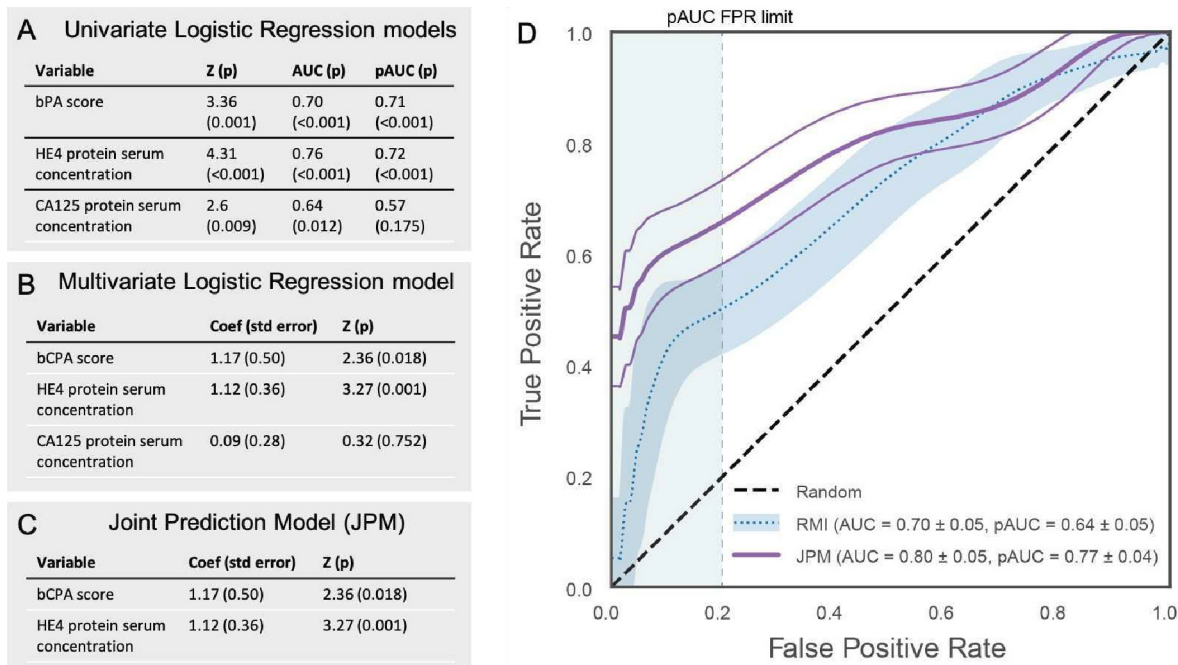 A Univariate Logistic Regression models
Variable Z (p) AUC (p) pAUC (p)
bPA score 3.36 0.70 0.71
(0.001) (<0.001) (<0.001)
HE4 protein serum 4.31 0.76 0.72
concentration (<0.001) (<0.001) (<0.001)
CA125 protein serum 2.6 0.64 0.57
concentration (0.009) (0.012) (0.175)
B Multivariate Logistic Regression model
Variable Coef (std error) Z (p)
bCPA score 1.17 (0.50) 2.36 (0.018)
HE4 protein serum 1.12 (0.36) 3.27 (0.001)
concentration
CA125 protein serum 0.09 (0.28) 0.32 (0.752)
concentration
C Joint Prediction Model (JPM)
Variable Coef (std error) Z (p)
bCPA score 1.17 (0.50) 2.36 (0.018)
HE4 protein serum 1.12 (0.36) 3.27 (0.001)
concentration
D
pAUC FPR limit
True Positive Rate
1.0
0.8
0.6
0.4
0.2
0.0
Random
RMI (AUC = 0.70 ± 0.05, pAUC = 0.64 ± 0.05)
JPM (AUC = 0.80 ± 0.05, pAUC = 0.77 ± 0.04)
0.0 0.2 0.4 0.6 0.8 1.0
False Positive Rate